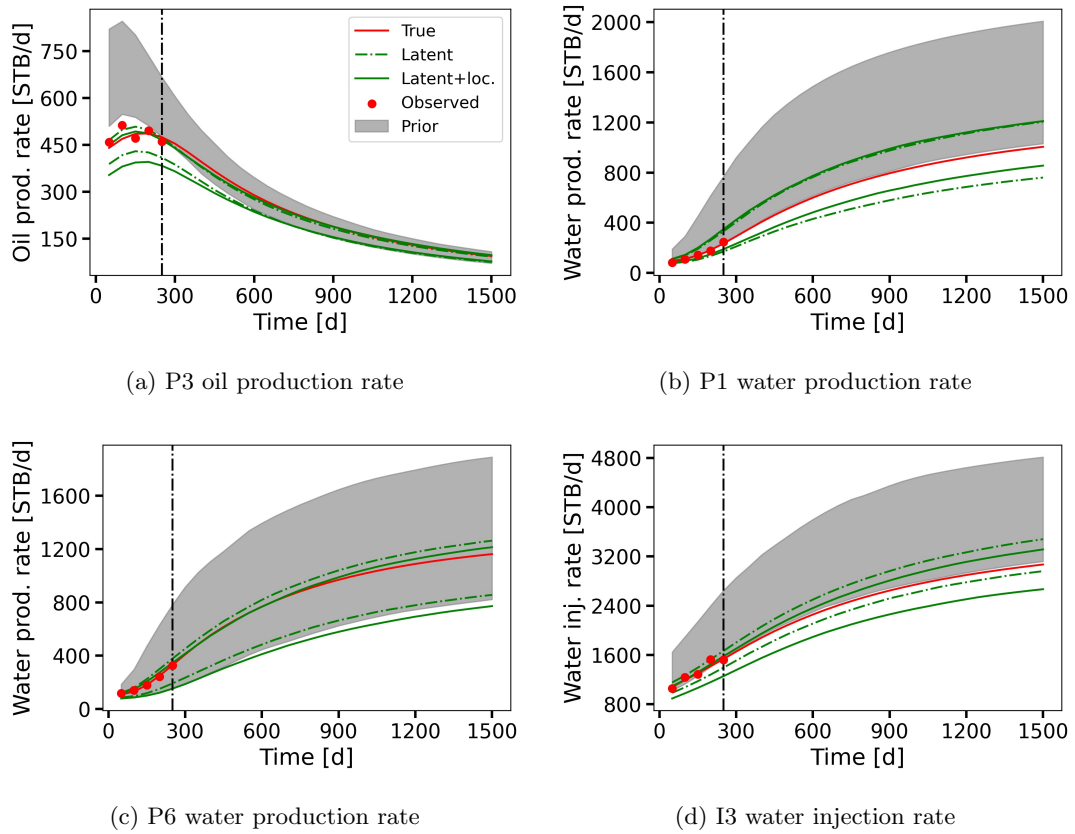 Oil prod. rate [STB/d]
750
600
450
300
150
0 300 600 900 1200 1500
Time [d]
True
Latent
Latent+loc.
Observed
Prior
(a) P3 oil production rate
Water prod. rate [STB/d]
2000
1600
1200
800
400
0
0 300 600 900 1200 1500
Time [d]
(b) P1 water production rate
Water prod. rate [STB/d]
1600
1200
800
400
0
0 300 600 900 1200 1500
Time [d]
(c) P6 water production rate
Water inj. rate [STB/d]
4800
4000
3200
2400
1600
800
0 300 600 900 1200 1500
Time [d]
(d) I3 water injection rate